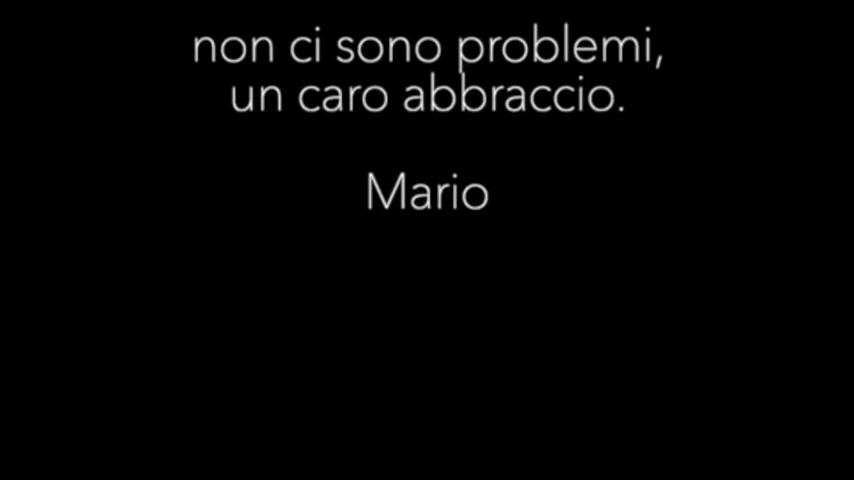 non ci sono problemi,
un caro abbraccio.
Mario